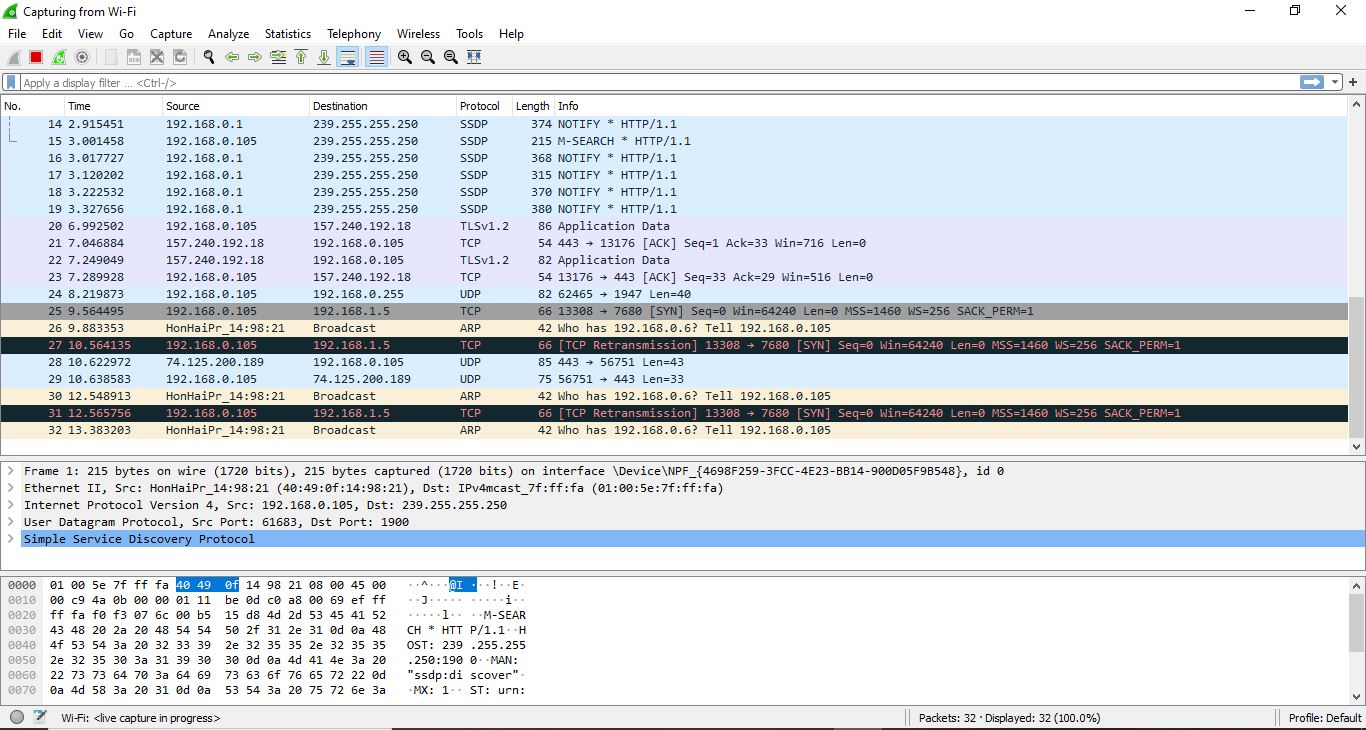 Capturing from Wi-Fi
File Edit View Go Capture Analyze Statistics Telephony Wireless Tools Help
Apply a display filter ... <Ctrl-/>
No. Time Source Destination Protocol Length Info
14 2.915451 192.168.0.1 239.255.255.250 SSDP 374 NOTIFY * HTTP/1.1
15 3.001458 192.168.0.105 239.255.255.250 SSDP 215 M-SEARCH * HTTP/1.1
16 3.017727 192.168.0.1 239.255.255.250 SSDP 368 NOTIFY * HTTP/1.1
17 3.120202 192.168.0.1 239.255.255.250 SSDP 315 NOTIFY * HTTP/1.1
18 3.222532 192.168.0.1 239.255.255.250 SSDP 370 NOTIFY * HTTP/1.1
19 3.327656 192.168.0.1 239.255.255.250 SSDP 380 NOTIFY * HTTP/1.1
20 6.992502 192.168.0.105 157.240.192.18 TLSv1.2 86 Application Data
21 7.046884 157.240.192.18 192.168.0.105 TCP 54 443 → 13176 [ACK] Seq=1 Ack=33 Win=716 Len=0
22 7.249049 157.240.192.18 192.168.0.105 TLSv1.2 82 Application Data
23 7.289928 192.168.0.105 157.240.192.18 TCP 54 13176 → 443 [ACK] Seq=33 Ack=29 Win=516 Len=0
24 8.219873 192.168.0.105 192.168.0.255 UDP 82 62465 → 1947 Len=40
25 9.564495 192.168.0.105 192.168.1.5 TCP 66 13308 → 7680 [SYN] Seq=0 Win=64240 Len=0 MSS=1460 WS=256 SACK_PERM=1
26 9.883353 HonHaiPr_14:98:21 Broadcast ARP 42 Who has 192.168.0.6? Tell 192.168.0.105
27 10.564135 192.168.0.105 192.168.1.5 TCP 66 [TCP Retransmission] 13308 → 7680 [SYN] Seq=0 Win=64240 Len=0 MSS=1460 WS=256 SACK_PERM=1
28 10.622972 74.125.200.189 192.168.0.105 UDP 85 443 → 56751 Len=43
29 10.638583 192.168.0.105 74.125.200.189 UDP 75 56751 → 443 Len=33
30 12.548913 HonHaiPr_14:98:21 Broadcast ARP 42 Who has 192.168.0.6? Tell 192.168.0.105
31 12.565756 192.168.0.105 192.168.1.5 TCP 66 [TCP Retransmission] 13308 → 7680 [SYN] Seq=0 Win=64240 Len=0 MSS=1460 WS=256 SACK_PERM=1
32 13.383203 HonHaiPr_14:98:21 Broadcast ARP 42 Who has 192.168.0.6? Tell 192.168.0.105
Frame 1: 215 bytes on wire (1720 bits), 215 bytes captured (1720 bits) on interface \Device\NPF_{4698F259-3FCC-4E23-BB14-900D05F9B548}, id 0
Ethernet II, Src: HonHaiPr_14:98:21 (40:49:0f:14:98:21), Dst: IPv4mcast_7f:ff:fa (01:00:5e:7f:ff:fa)
Internet Protocol Version 4, Src: 192.168.0.105, Dst: 239.255.255.250
User Datagram Protocol, Src Port: 61683, Dst Port: 1900
Simple Service Discovery Protocol
0000 01 00 5e 7f ff fa 40 49 0f 14 98 21 08 00 45 00 ··^···@I ···!··E·
0010 00 c9 4a 0b 00 00 01 11 be 0d c0 a8 00 69 ef ff ··J····· ·····i··
0020 ff fa f0 f3 07 6c 00 b5 15 d8 4d 2d 53 45 41 52 ·····l·· ··M-SEAR
0030 43 48 20 2a 20 48 54 54 50 2f 31 2e 31 0d 0a 48 CH * HTT P/1.1··H
0040 4f 53 54 3a 20 32 33 39 2e 32 35 35 2e 32 35 35 OST: 239 .255.255
0050 2e 32 35 30 3a 31 39 30 30 0d 0a 4d 41 4e 3a 20 .250:190 0··MAN:
0060 22 73 73 64 70 3a 64 69 73 63 6f 76 65 72 22 0d "ssdp:di scover"·
0070 0a 4d 58 3a 20 31 0d 0a 53 54 3a 20 75 72 6e 3a ·MX: 1·· ST: urn:
Wi-Fi: <live capture in progress> Packets: 32 · Displayed: 32 (100.0%) Profile: Default